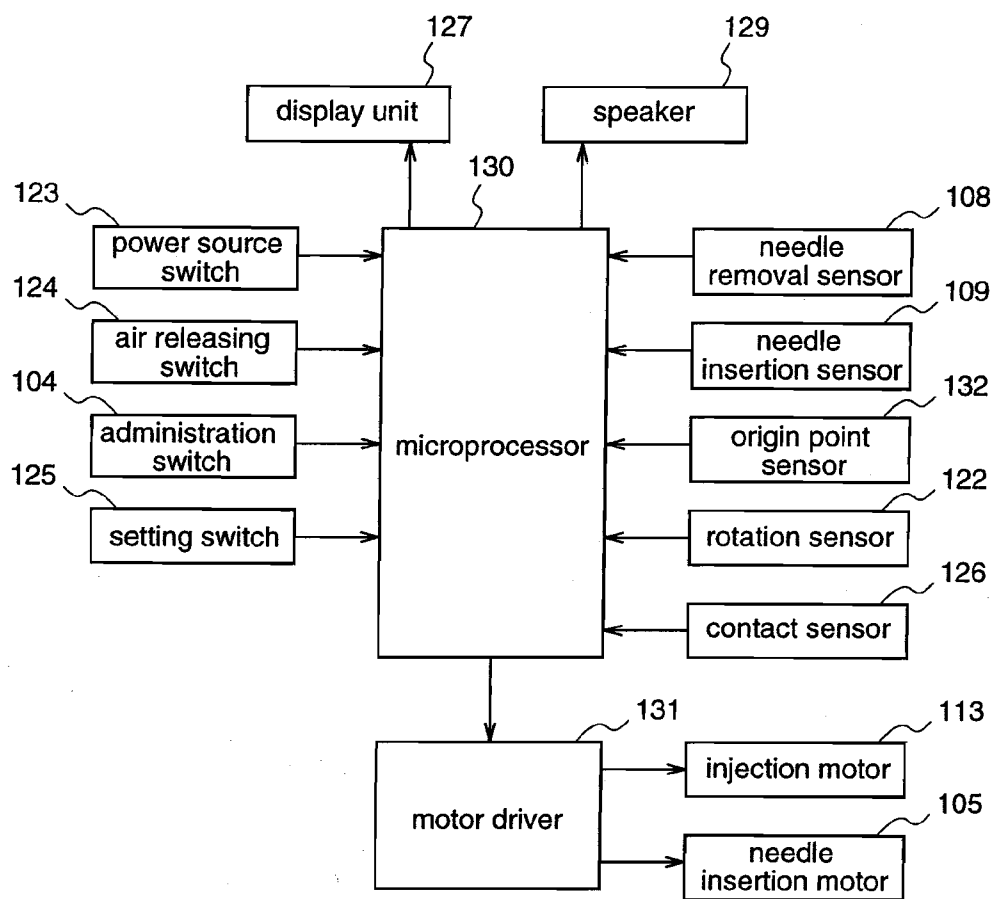 127
129
display unit
speaker
130
123
108
power source
switch
needle
removal sensor
124
109
air releasing
switch
needle
insertion sensor
104
132
administration
switch
microprocessor
origin point
sensor
125
122
setting switch
rotation sensor
126
contact sensor
131
113
injection motor
motor driver
105
needle
insertion motor